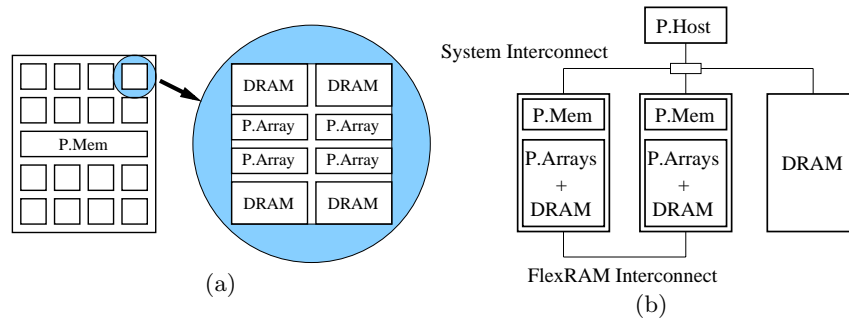 P.Mem
DRAM DRAM
P.Array P.Array
P.Array P.Array
DRAM DRAM
(a)
P.Host
System Interconnect
P.Mem P.Mem
P.Arrays P.Arrays
+ +
DRAM DRAM
DRAM
FlexRAM Interconnect
(b)